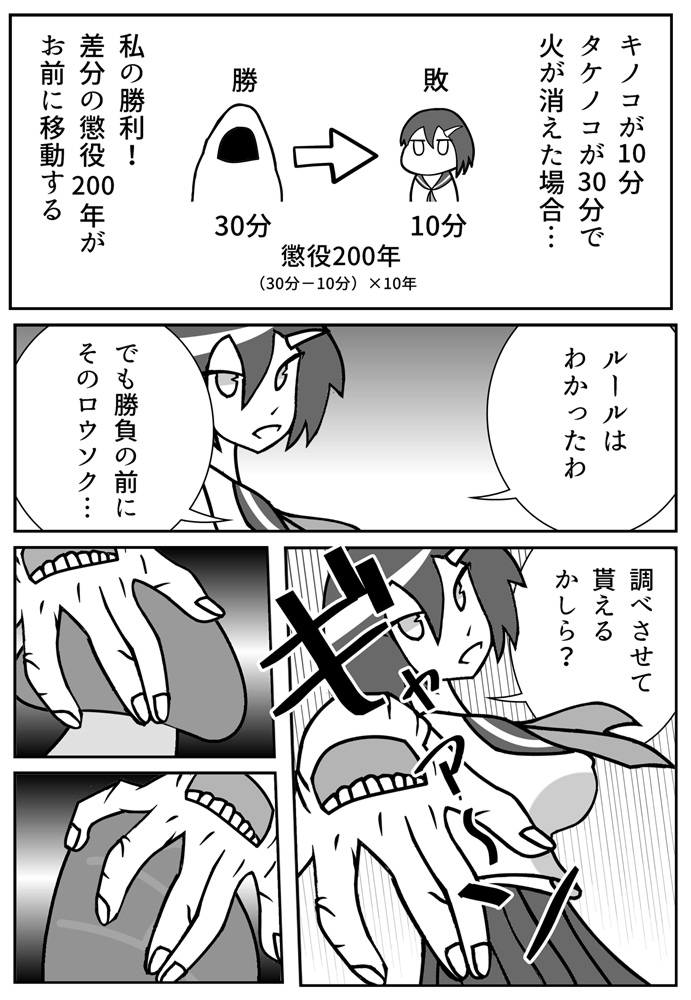 キノコが10分
タケノコが30分で
火が消えた場合…
敗
10分
勝
30分
懲役200年
（30分－10分）×10年
私の勝利！
差分の懲役200年が
お前に移動する
ルールは
わかったわ
でも勝負の前に
そのロウソク…
調べさせて
貰える
かしら？
ギャァ〜ン